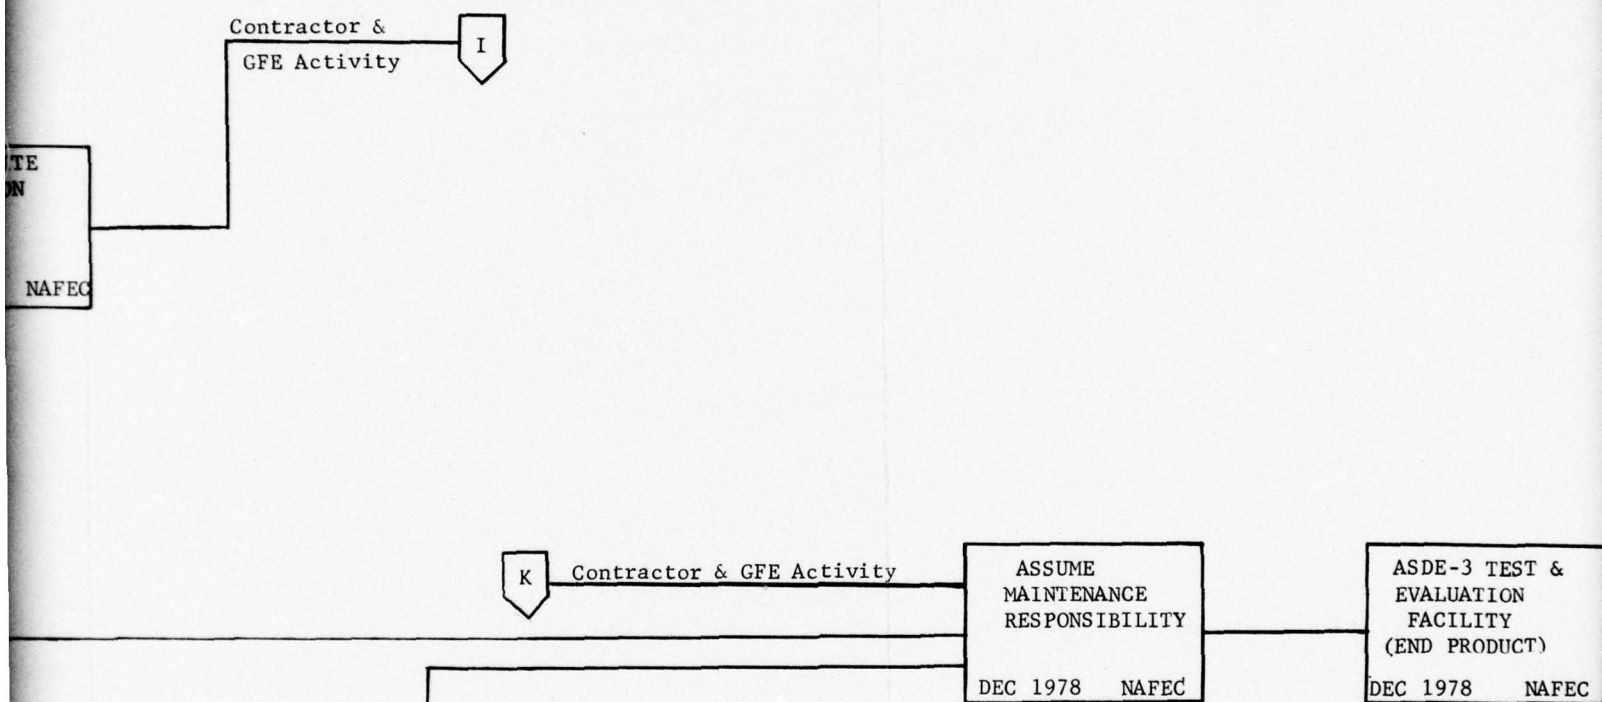 Contractor &
I
GFE Activity
NAFEC
K
Contractor & GFE Activity
ASSUME
MAINTENANCE
RESPONSIBILITY
DEC 1978 NAFEC
ASDE-3 TEST &
EVALUATION
FACILITY
(END PRODUCT)
DEC 1978 NAFEC